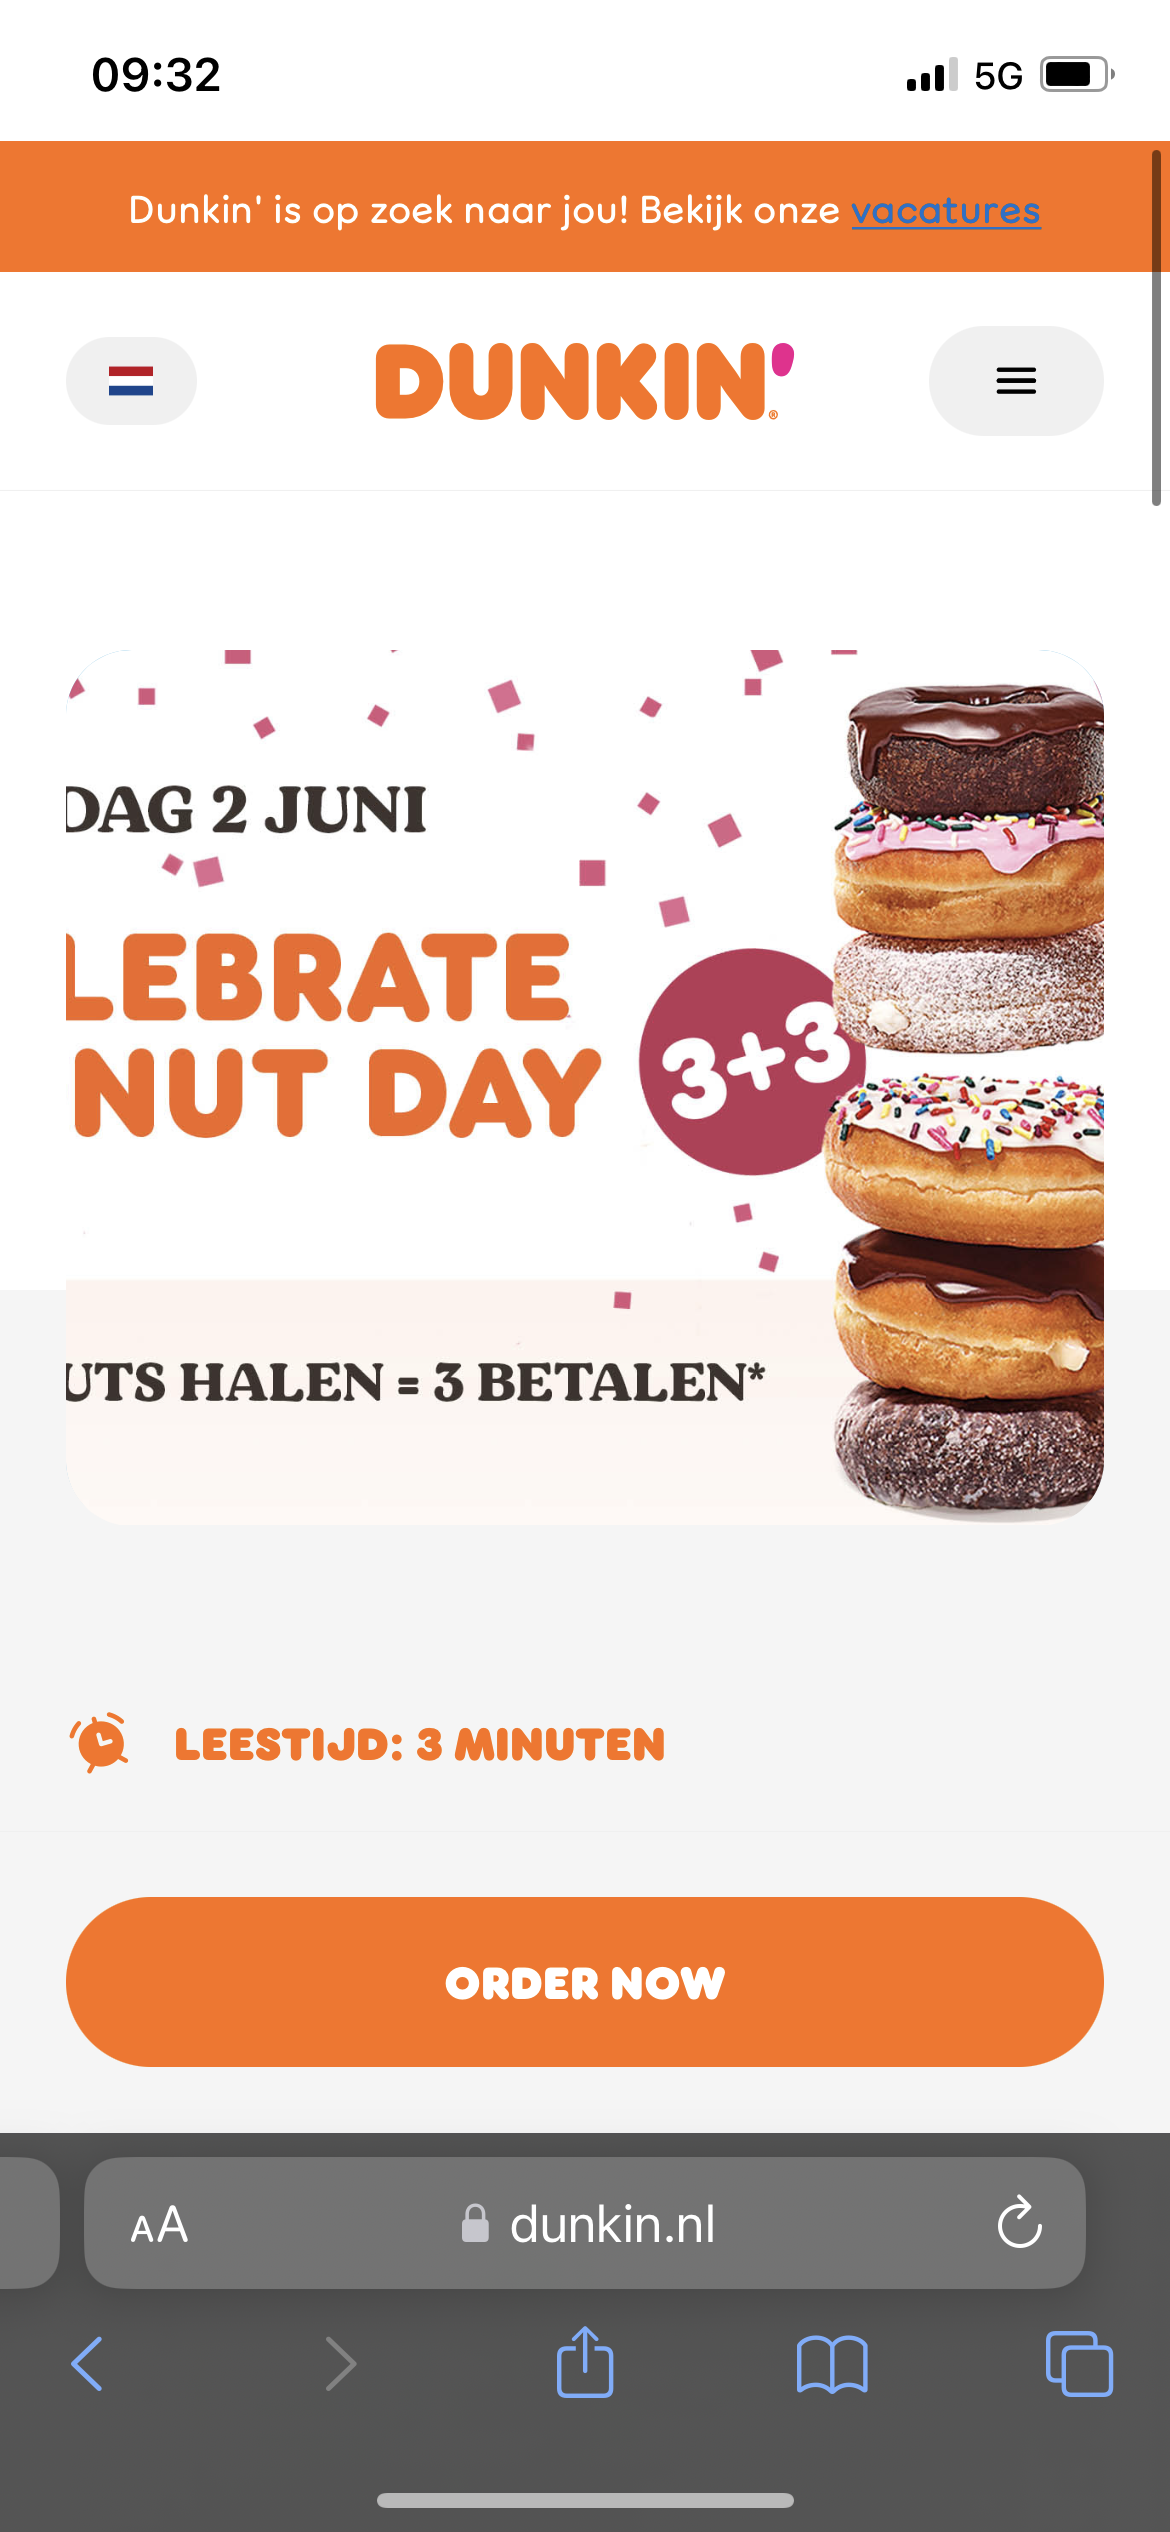 09:32
5G
Dunkin' is op zoek naar jou! Bekijk onze vacatures
DUNKIN'®
DAG 2 JUNI
LEBRATE
NUT DAY
3+3
UTS HALEN = 3 BETALEN*
LEESTIJD: 3 MINUTEN
ORDER NOW
AA
dunkin.nl